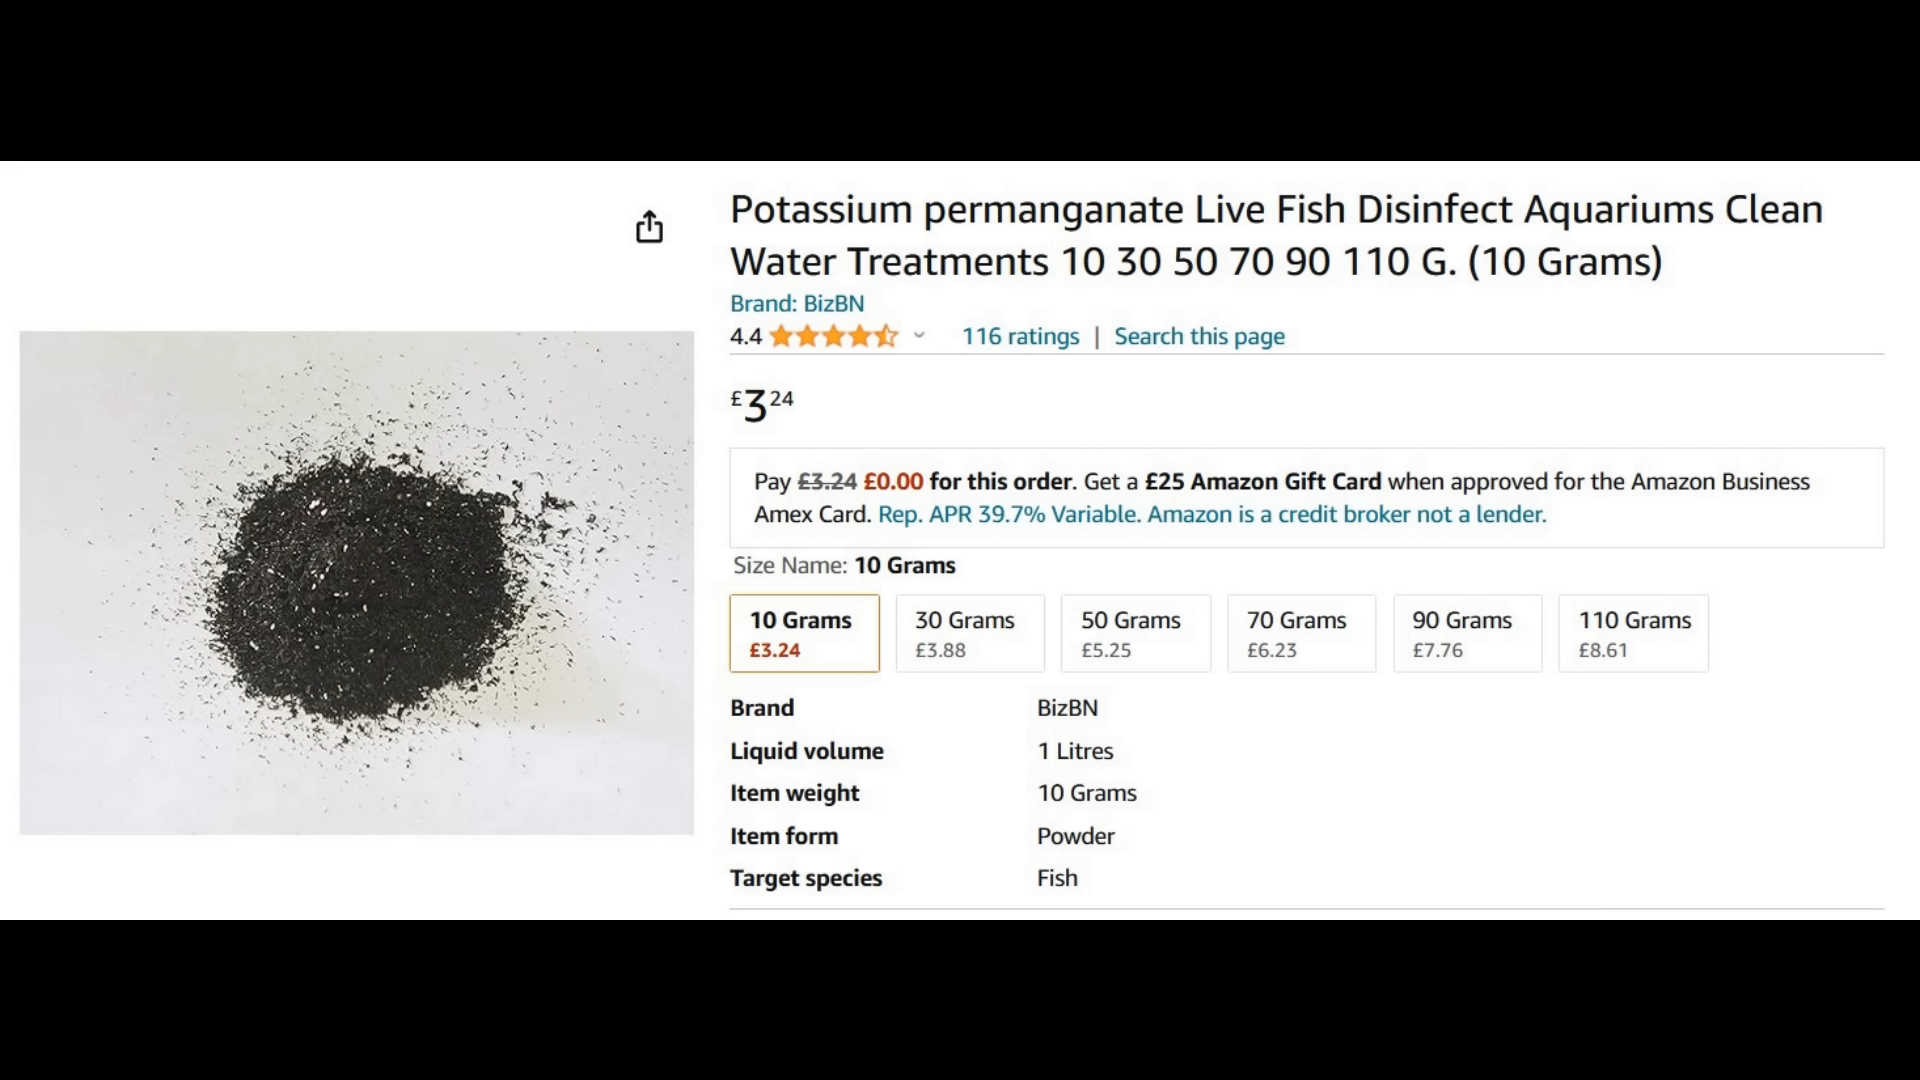 Potassium permanganate Live Fish Disinfect Aquariums Clean
Water Treatments 10 30 50 70 90 110 G. (10 Grams)
Brand: BizBN
4.4 116 ratings | Search this page
£3 24
Pay £3.24 £0.00 for this order. Get a £25 Amazon Gift Card when approved for the Amazon Business
Amex Card. Rep. APR 39.7% Variable. Amazon is a credit broker not a lender.
Size Name: 10 Grams
10 Grams 30 Grams 50 Grams 70 Grams 90 Grams 110 Grams
£3.24 £3.88 £5.25 £6.23 £7.76 £8.61
Brand BizBN
Liquid volume 1 Litres
Item weight 10 Grams
Item form Powder
Target species Fish